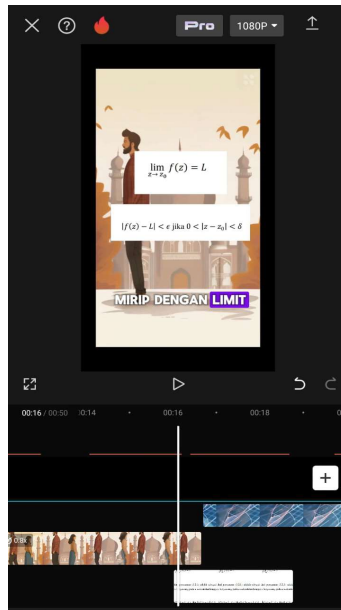 Pro
1080P
lim f(z) = L
z→ z₀
|f(z) − L| < ϵ jika 0 < |z − z₀| < δ
MIRIP DENGAN LIMIT
00:16 / 00:50
00:14
00:16
00:18
0.8x